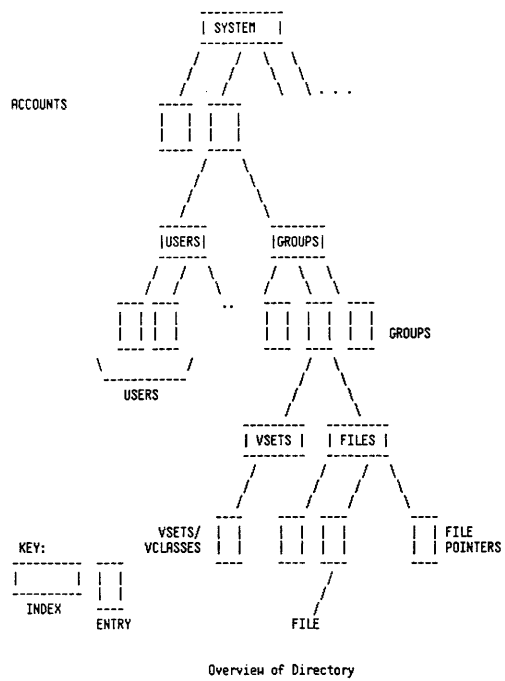 SYSTEM
. . .
ACCOUNTS
USERS
GROUPS
..
GROUPS
USERS
VSETS
FILES
VSETS/
VCLASSES
FILE
POINTERS
KEY:
INDEX
ENTRY
FILE
Overview of Directory